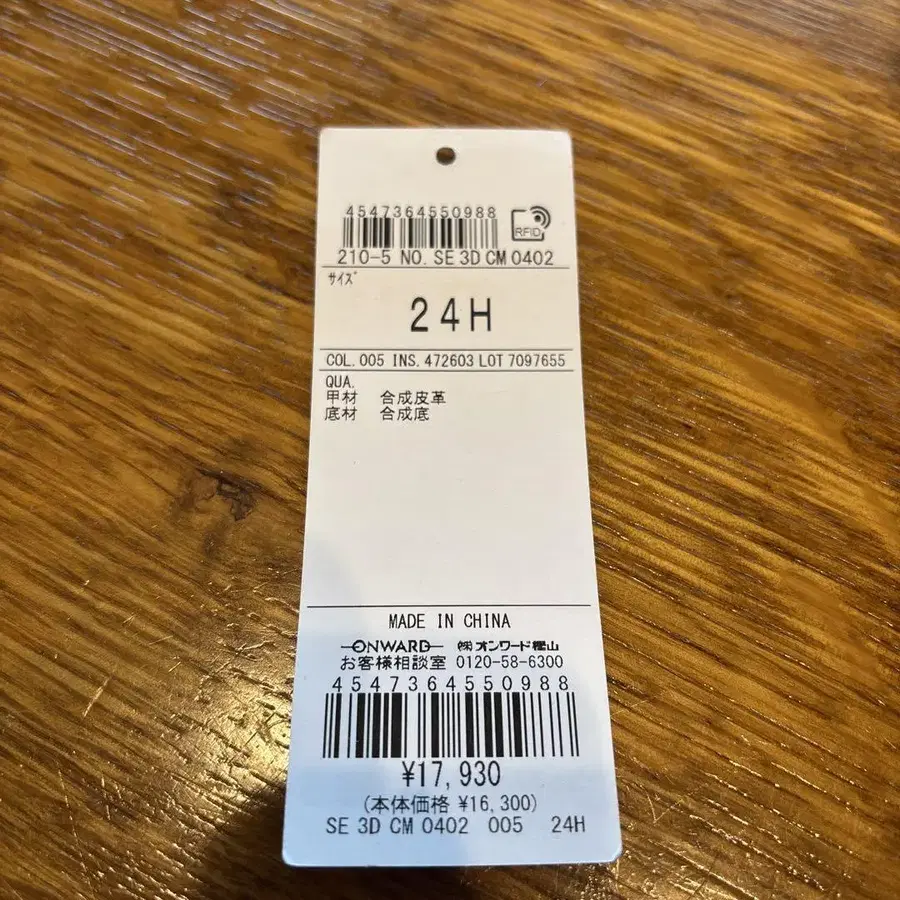 4547364550988
RFID
210-5 NO. SE 3D CM 0402
ｻｲｽﾞ
24H
COL. 005 INS. 472603 LOT 7097655
QUA.
甲材 合成皮革
底材 合成底
MADE IN CHINA
ONWARD ㈱オンワード樫山
お客様相談室 0120-58-6300
4547364550988
¥17,930
(本体価格 ¥16,300)
SE 3D CM 0402 005 24H